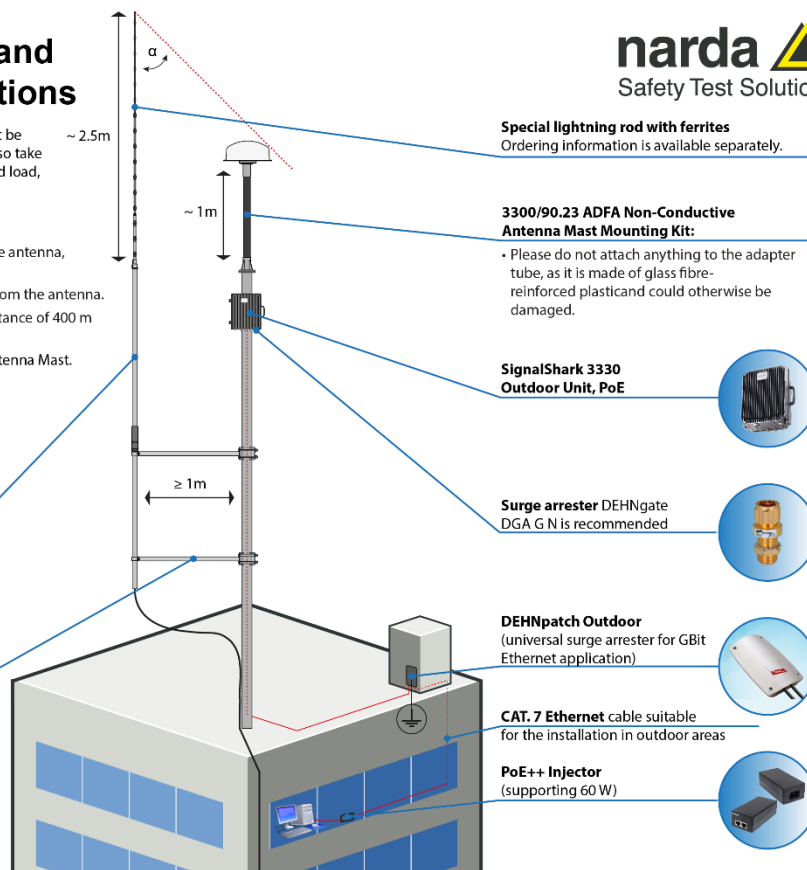 and
tions
narda
Safety Test Solutio
t be
so take
d load,
e antenna,
om the antenna.
tance of 400 m
tenna Mast.
α
~ 2.5m
~ 1m
≥ 1m
Special lightning rod with ferrites
Ordering information is available separately.
3300/90.23 ADFA Non-Conductive
Antenna Mast Mounting Kit:
• Please do not attach anything to the adapter
tube, as it is made of glass fibre-
reinforced plasticand could otherwise be
damaged.
SignalShark 3330
Outdoor Unit, PoE
Surge arrester DEHNgate
DGA G N is recommended
DEHNpatch Outdoor
(universal surge arrester for GBit
Ethernet application)
CAT. 7 Ethernet cable suitable
for the installation in outdoor areas
PoE++ Injector
(supporting 60 W)